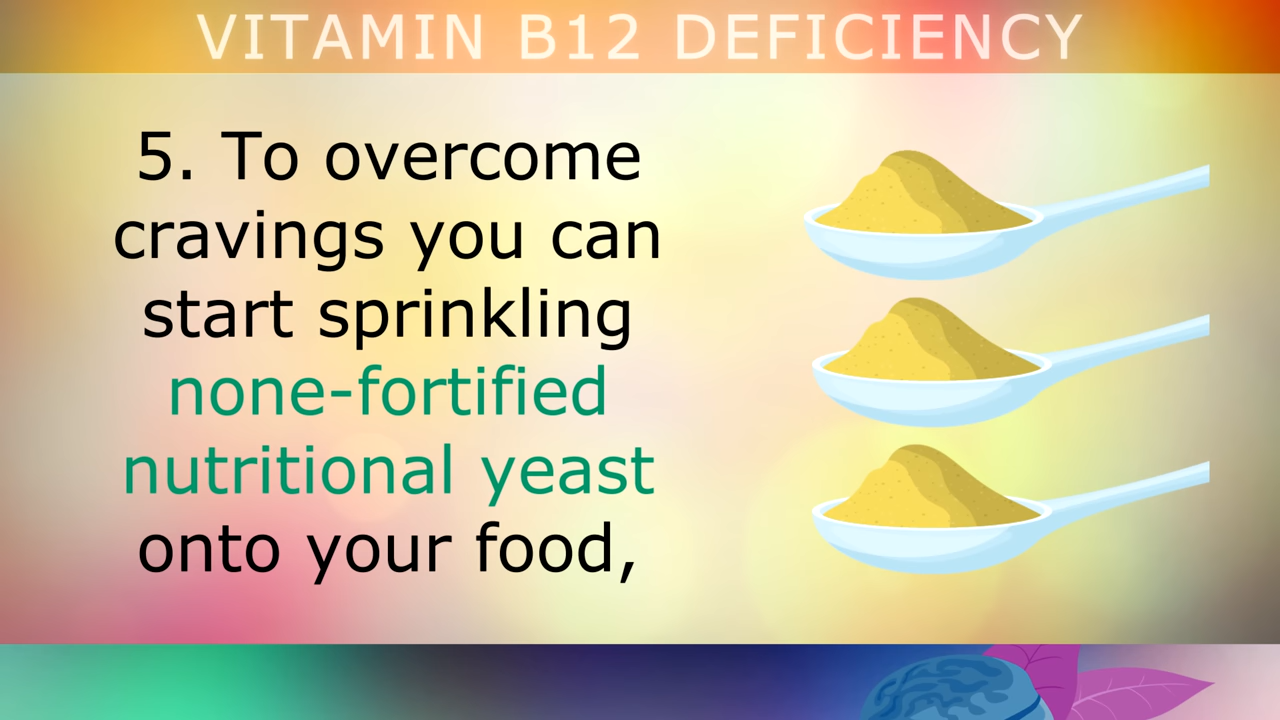 VITAMIN B12 DEFICIENCY
5. To overcome
cravings you can
start sprinkling
none-fortified
nutritional yeast
onto your food,